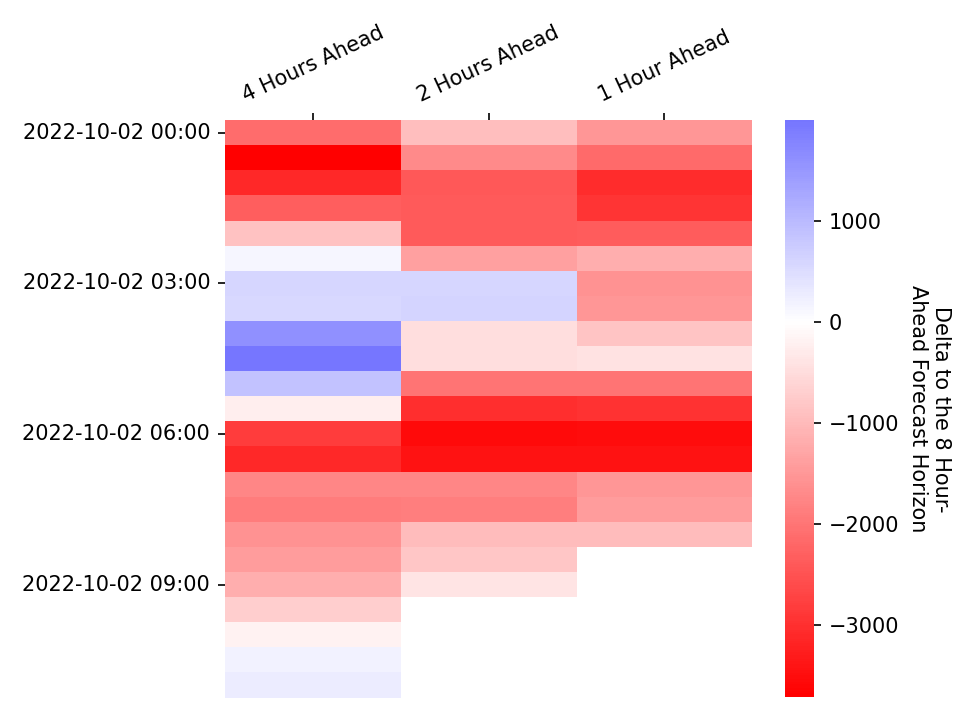 4 Hours Ahead
2 Hours Ahead
1 Hour Ahead
2022-10-02 00:00
2022-10-02 03:00
2022-10-02 06:00
2022-10-02 09:00
1000
0
−1000
−2000
−3000
Delta to the 8 Hour-
Ahead Forecast Horizon